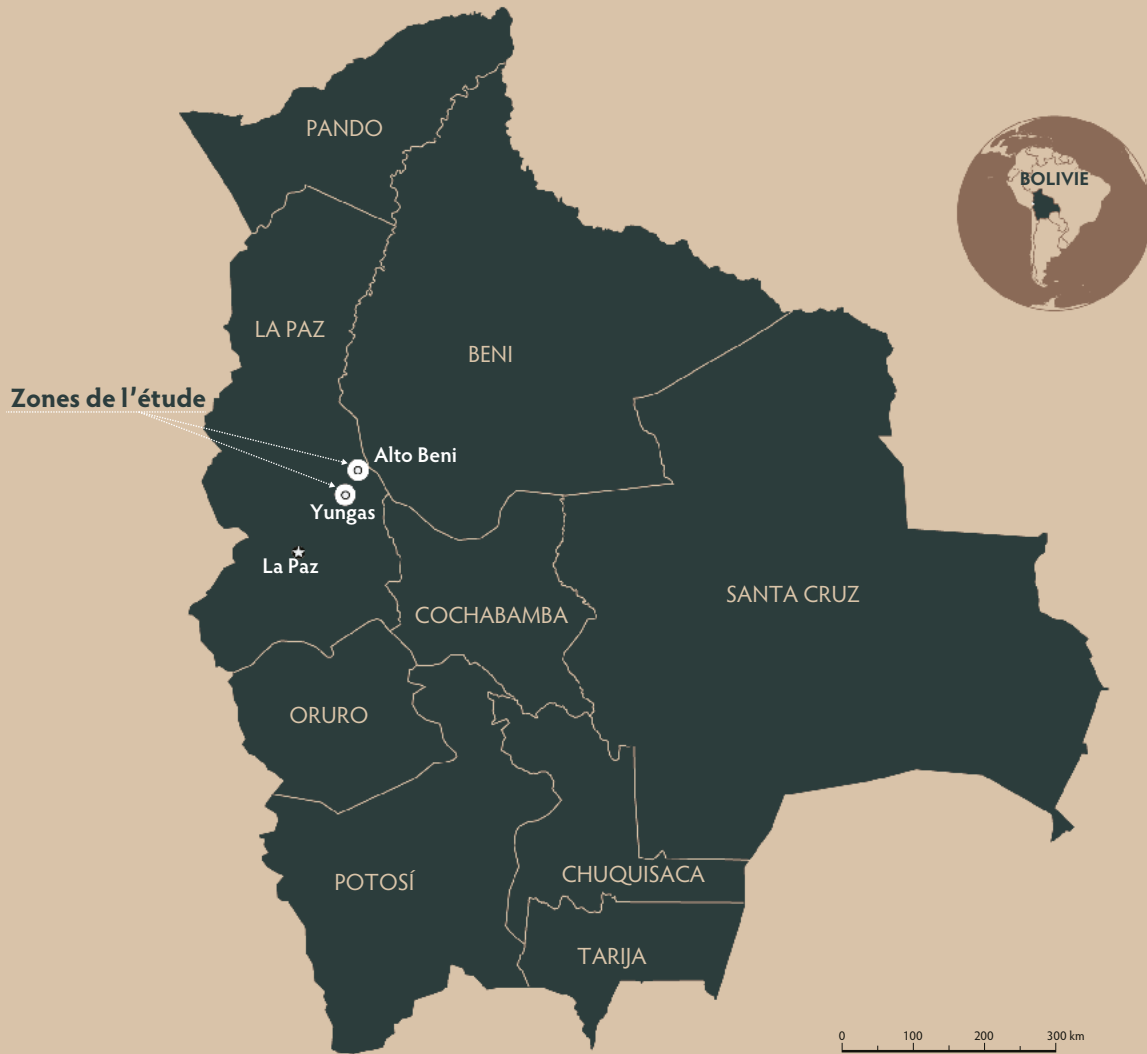 PANDO
BOLIVIE
LA PAZ
BENI
Zones de l'étude
Alto Beni
Yungas
La Paz
SANTA CRUZ
COCHABAMBA
ORURO
CHUQUISACA
POTOSÍ
TARIJA
0 100 200 300 km